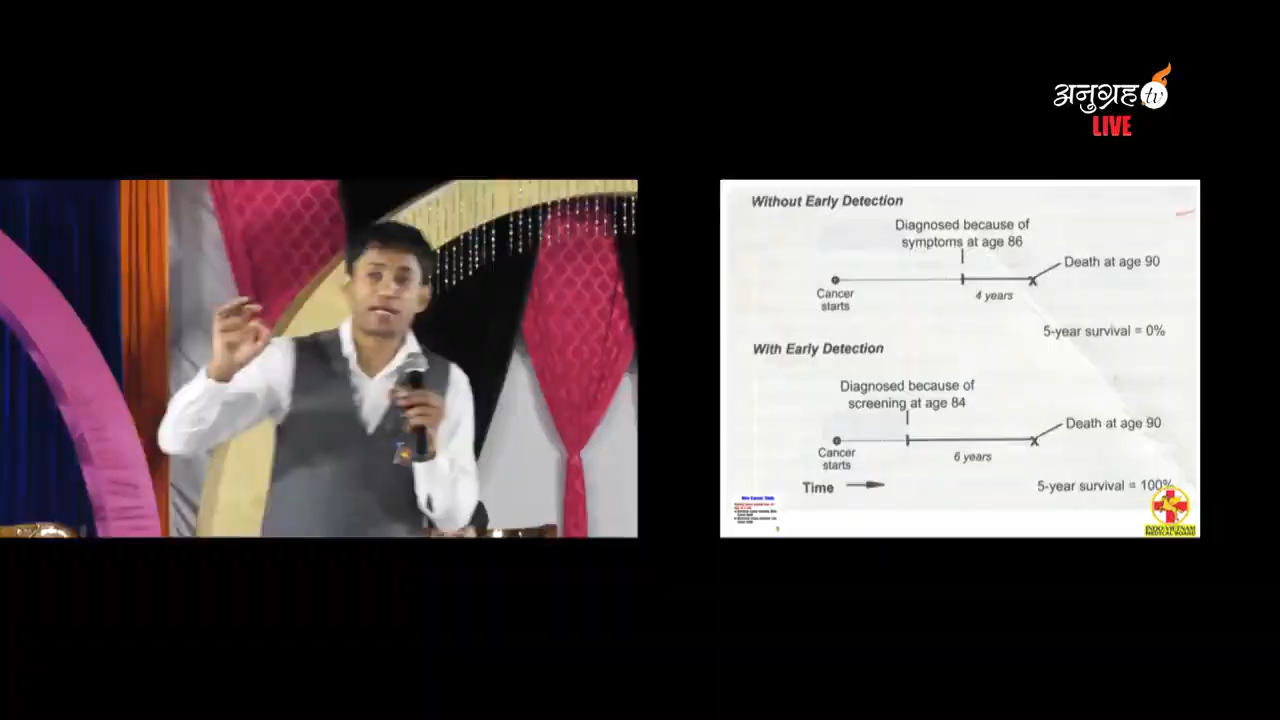 अनुग्रह tv
LIVE
Without Early Detection
Diagnosed because of
symptoms at age 86
Death at age 90
Cancer
starts
4 years
5-year survival = 0%
With Early Detection
Diagnosed because of
screening at age 84
Death at age 90
Cancer
starts
6 years
Time
5-year survival = 100%
MEDICAL BOARD